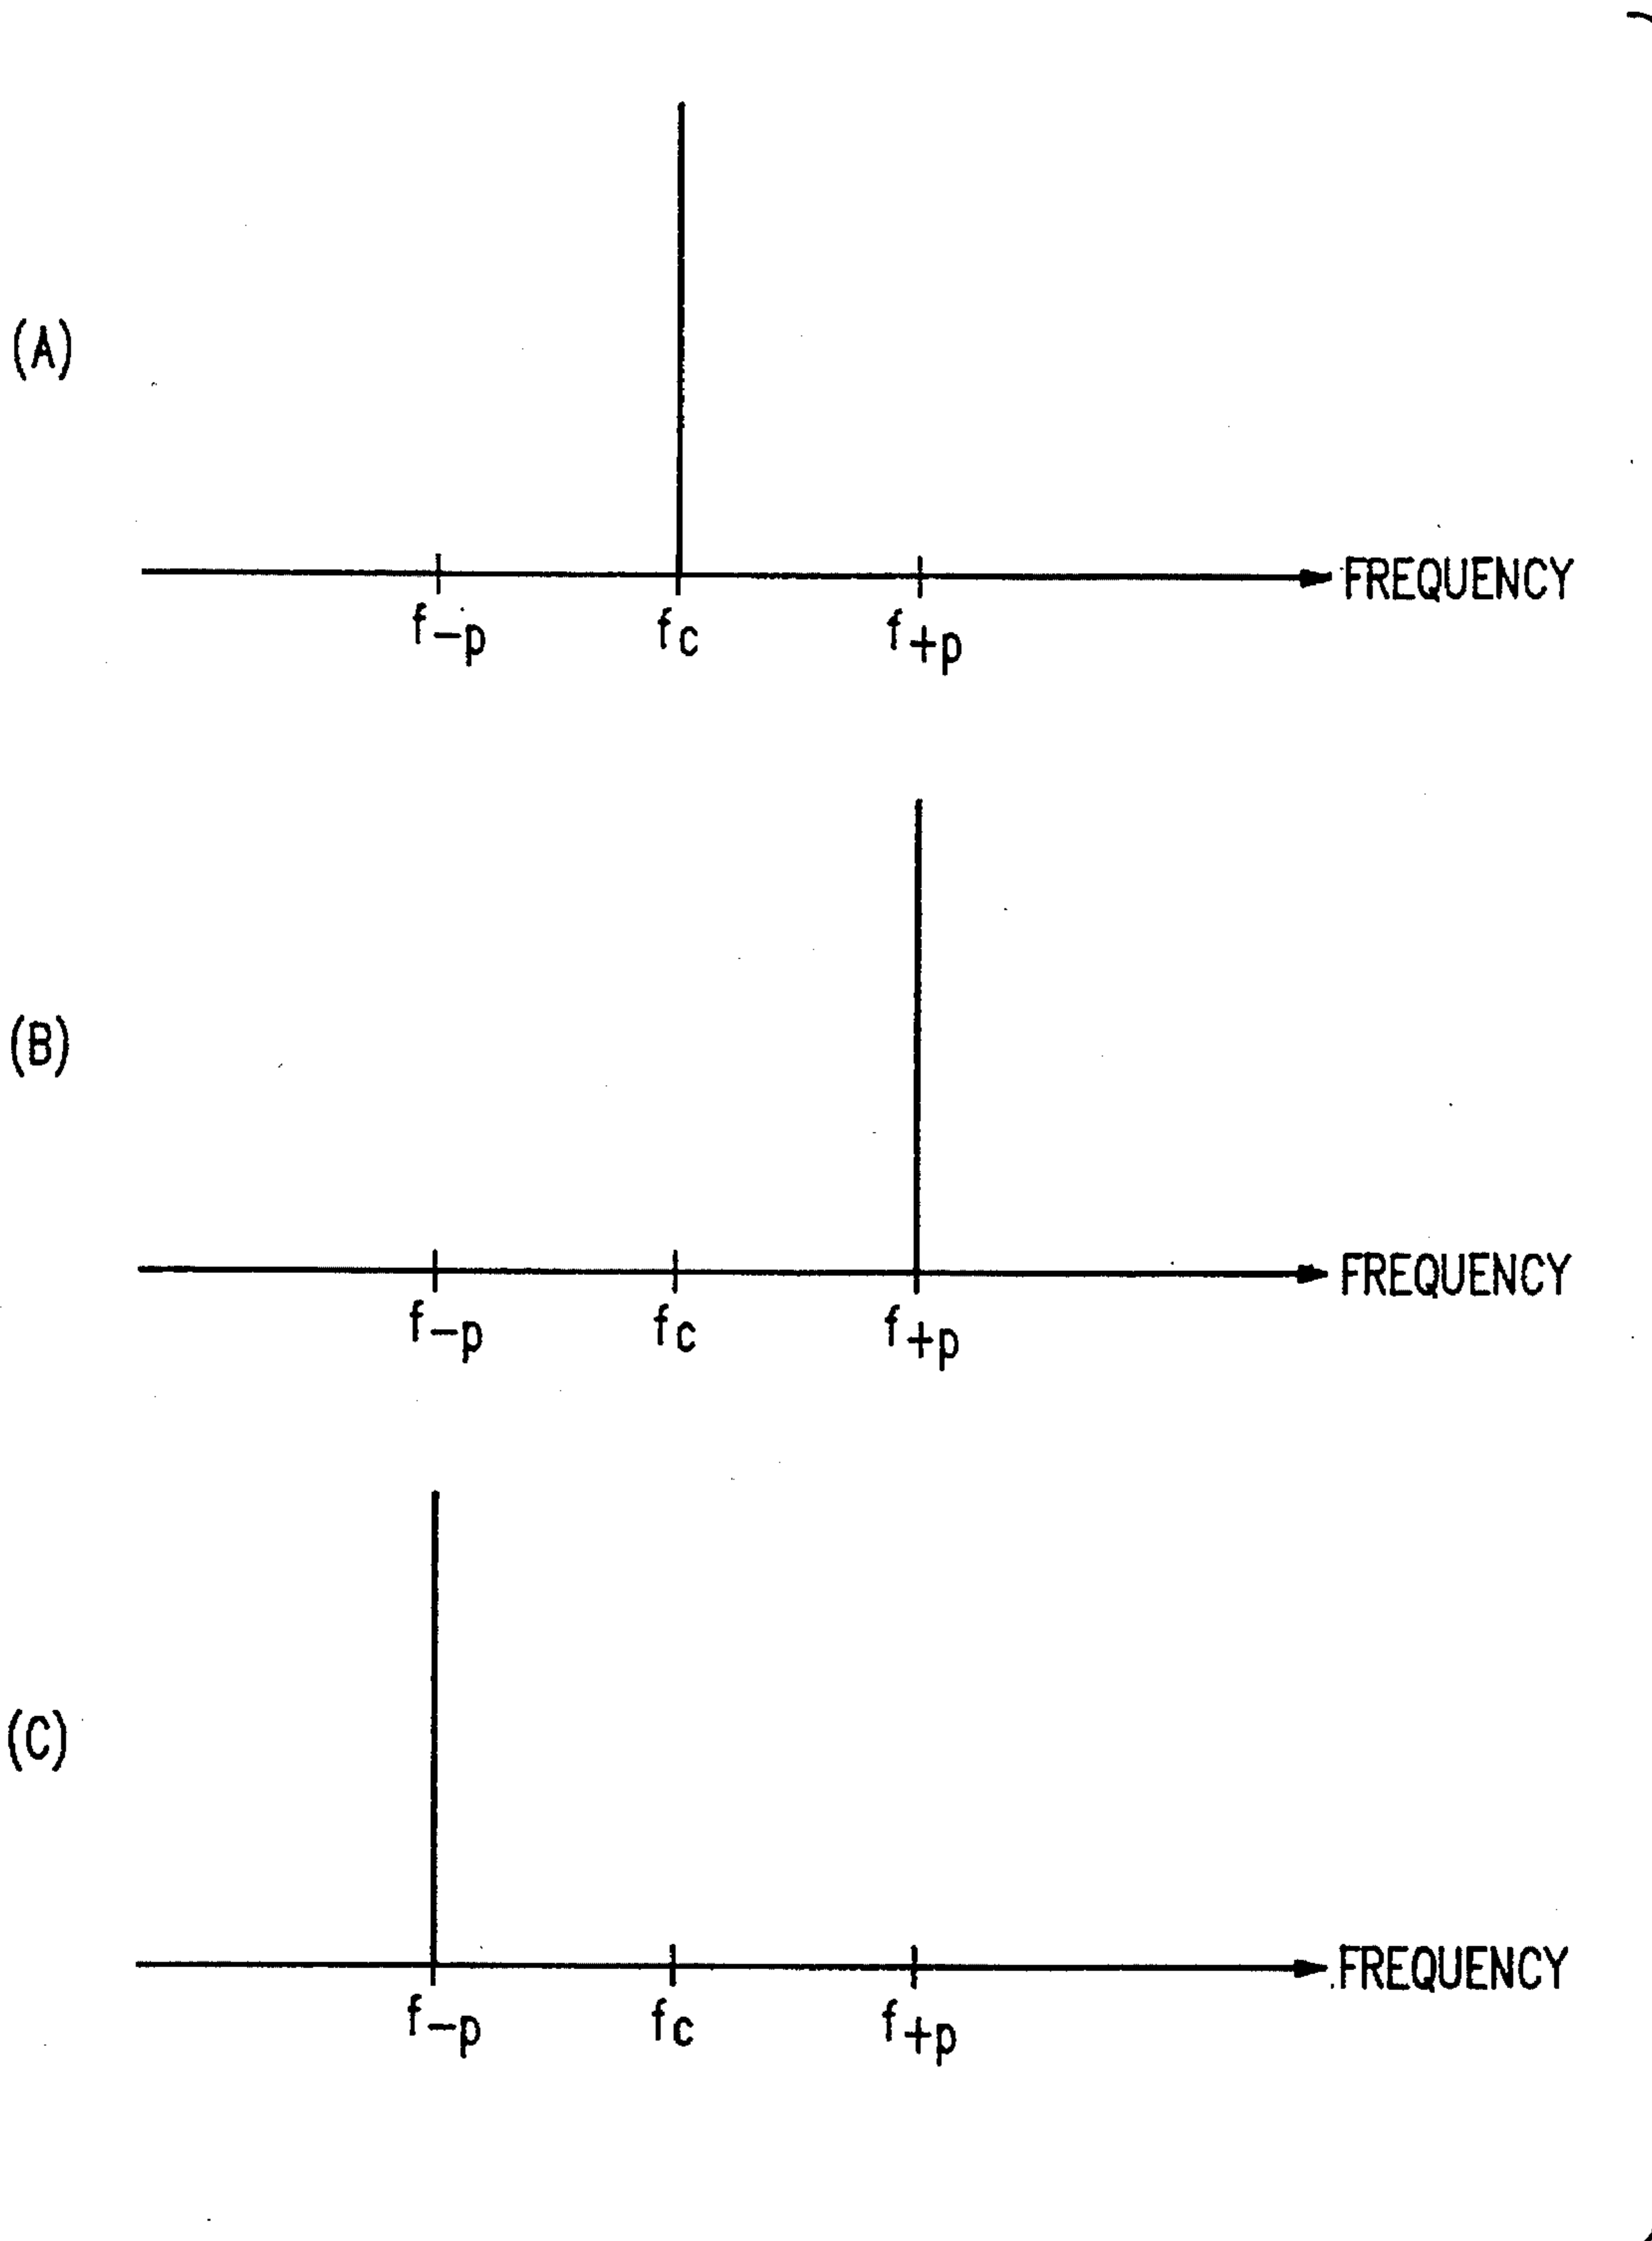 (A)
FREQUENCY
f-p fc f+p
(B)
FREQUENCY
f-p fc f+p
(C)
FREQUENCY
f-p fc f+p